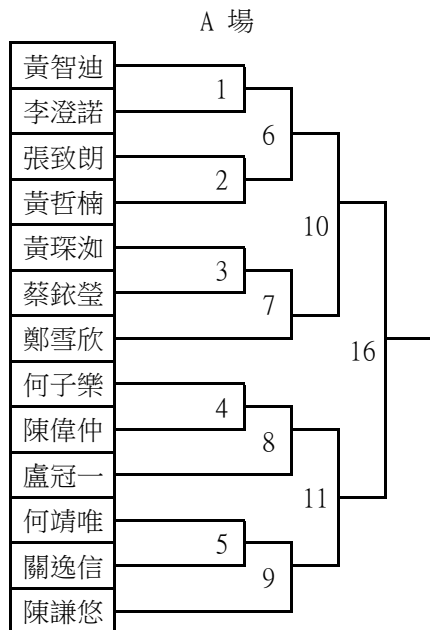 A 場
黃智迪
1
李澄諾
6
張致朗
2
黃哲楠
10
黃琛洳
3
蔡銥瑩
7
鄭雪欣
16
何子樂
4
陳偉仲
8
盧冠一
11
何靖唯
5
關逸信
9
陳謙悠